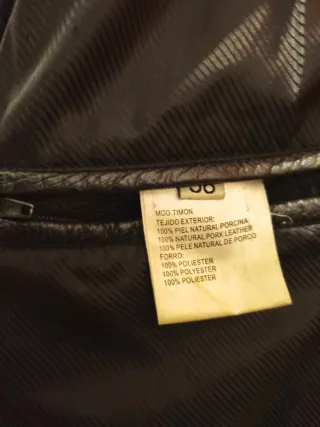 MOD.TIMON
TEJIDO EXTERIOR:
100% PIEL NATURAL PORCINA
100% NATURAL PORK LEATHER
100% PELE NATURAL DE PORCO
FORRO:
100% POLIESTER
100% POLYESTER
100% POLIESTER